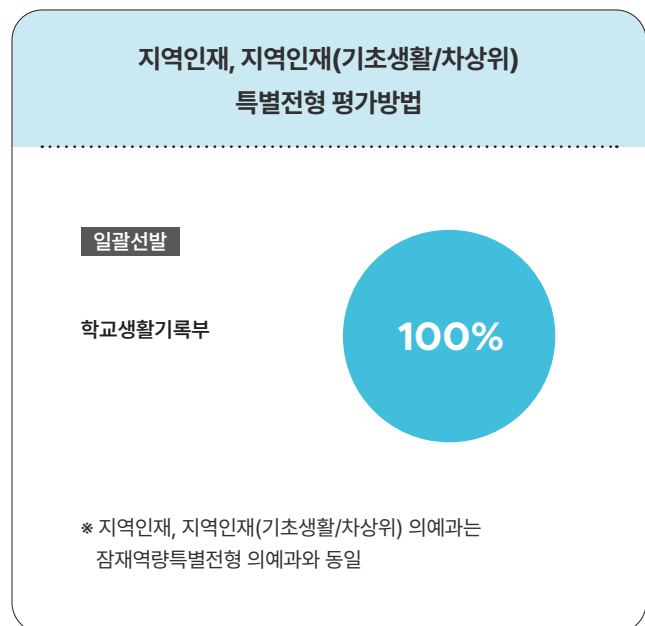 지역인재, 지역인재(기초생활/차상위)
특별전형 평가방법
일괄선발
학교생활기록부
100%
※ 지역인재, 지역인재(기초생활/차상위) 의예과는
잠재역량특별전형 의예과와 동일